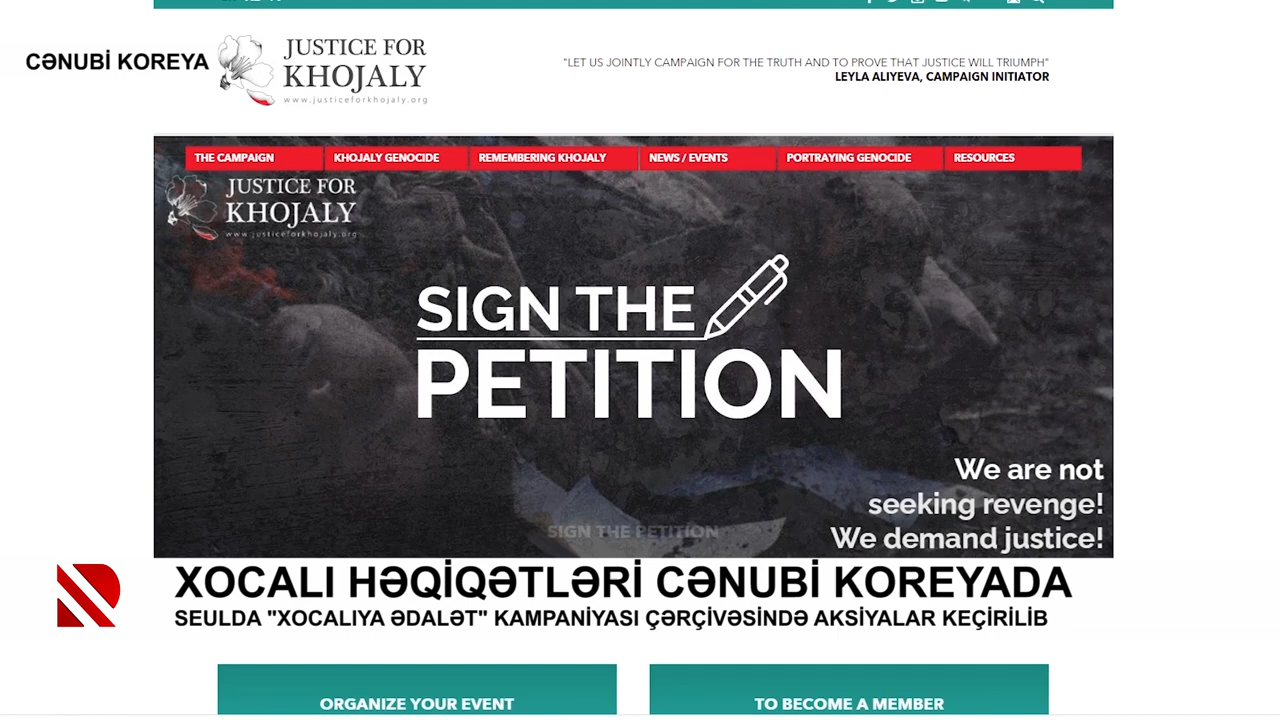 CƏNUBİ KOREYA
JUSTICE FOR
KHOJALY
www.justiceforkhojaly.org
"LET US JOINTLY CAMPAIGN FOR THE TRUTH AND TO PROVE THAT JUSTICE WILL TRIUMPH"
LEYLA ALIYEVA, CAMPAIGN INITIATOR
THE CAMPAIGN KHOJALY GENOCIDE REMEMBERING KHOJALY NEWS / EVENTS PORTRAYING GENOCIDE RESOURCES
JUSTICE FOR
KHOJALY
www.justiceforkhojaly.org
SIGN THE
PETITION
We are not
seeking revenge!
We demand justice!
SIGN THE PETITION
XOCALI HƏQİQƏTLƏRİ CƏNUBİ KOREYADA
SEULDA "XOCALIYA ƏDALƏT" KAMPANİYASI ÇƏRÇİVƏSİNDƏ AKSİYALAR KEÇİRİLİB
ORGANIZE YOUR EVENT
TO BECOME A MEMBER